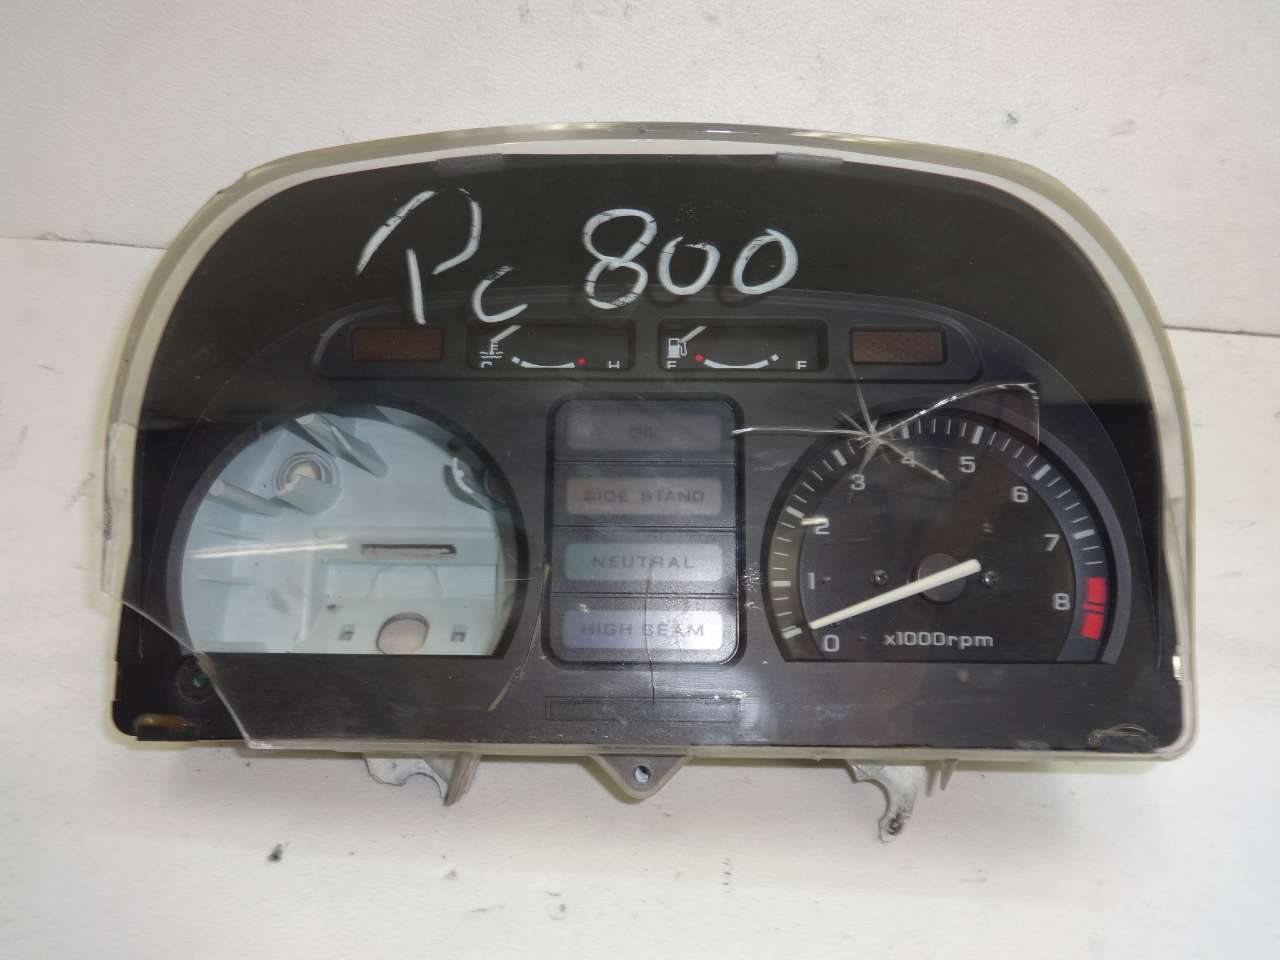 Pc 800
C H E F
OIL
SIDE STAND
NEUTRAL
HIGH BEAM
0 1 2 3 4 5 6 7 8
x1000rpm